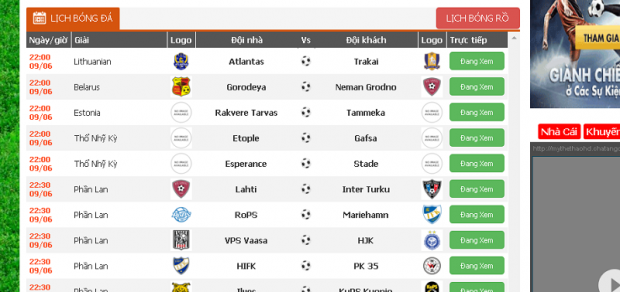 LỊCH BÓNG ĐÁ
LỊCH BÓNG RỔ
THAM GIA
GIÀNH CHIẾ
ở Các Sự Kiệ
Ngày/giờ Giải Logo Đội nhà Vs Đội khách Logo Trực tiếp
22:00 09/06 Lithuanian Atlantas Trakai Đang Xem
22:00 09/06 Belarus Gorodeya Neman Grodno Đang Xem
22:00 09/06 Estonia Rakvere Tarvas Tammeka Đang Xem
22:00 09/06 Thổ Nhỹ Kỳ Etople Gafsa Đang Xem
22:00 09/06 Thổ Nhỹ Kỳ Esperance Stade Đang Xem
22:30 09/06 Phần Lan Lahti Inter Turku Đang Xem
22:30 09/06 Phần Lan RoPS Mariehamn Đang Xem
22:30 09/06 Phần Lan VPS Vaasa HJK Đang Xem
22:30 09/06 Phần Lan HIFK PK 35 Đang Xem
22:30 Phần Lan Ilves KuPS Kuopio Đang Xem
Nhà Cái Khuyến